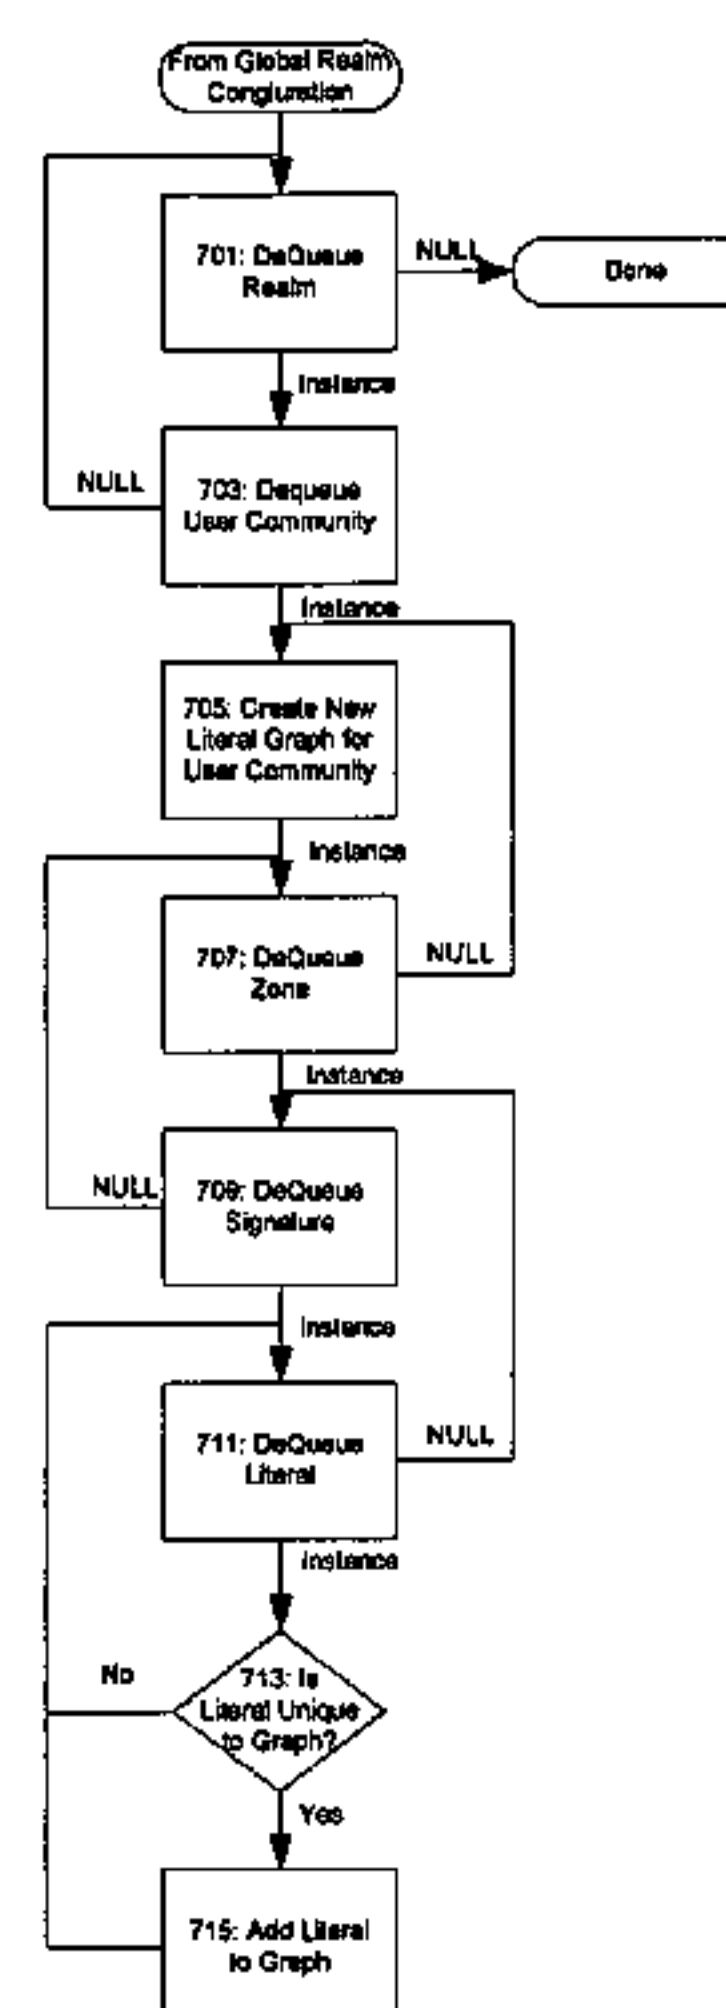 From Global Realm
Congiuration
701: DeQueue
Realm
NULL
Done
Instance
NULL
703: Dequeue
User Community
Instance
705: Create New
Literal Graph for
User Community
Instance
707: DeQueue
Zone
NULL
Instance
NULL
709: DeQueue
Signature
Instance
711: DeQueue
Literal
NULL
Instance
No
713: Is
Literal Unique
to Graph?
Yes
715: Add Literal
to Graph